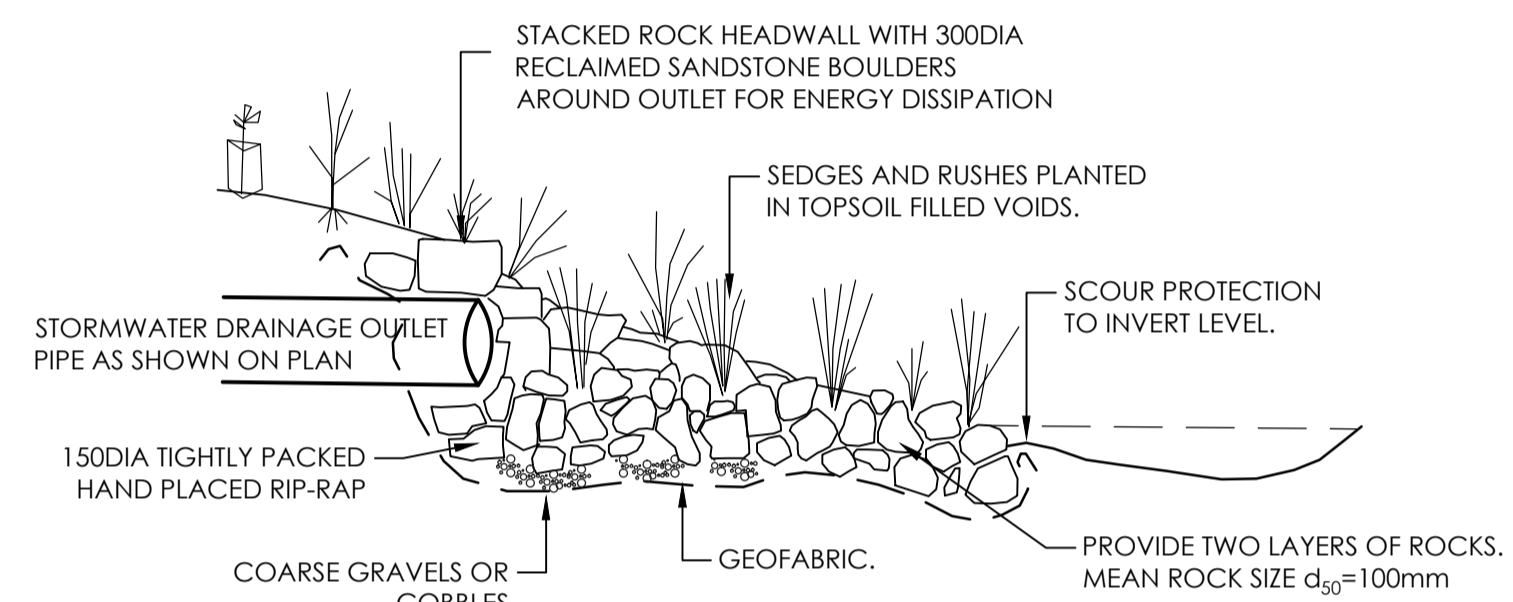 STACKED ROCK HEADWALL WITH 300DIA
RECLAIMED SANDSTONE BOULDERS
AROUND OUTLET FOR ENERGY DISSIPATION
SEDGES AND RUSHES PLANTED
IN TOPSOIL FILLED VOIDS.
SCOUR PROTECTION
TO INVERT LEVEL.
STORMWATER DRAINAGE OUTLET
PIPE AS SHOWN ON PLAN
150DIA TIGHTLY PACKED
HAND PLACED RIP-RAP
COARSE GRAVELS OR
COBBLES
GEOFABRIC.
PROVIDE TWO LAYERS OF ROCKS.
MEAN ROCK SIZE d50=100mm